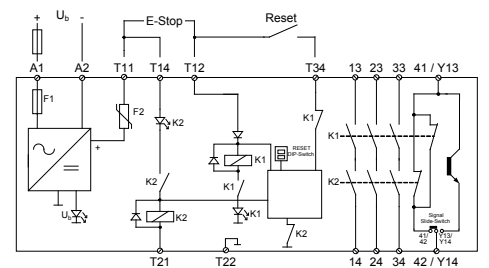 + Ub -
E-Stop
Reset
A1 A2 T11 T14 T12 T34 13 23 33 41 / Y13
F1
F2
K2
K1
+
RESET
DIP-Switch
K1
K1
K2
K1
K2
K2
Ub
K1
K2
K2
Signal
Slide-Switch
41/
42
Y13/
Y14
T21 T22 14 24 34 42 / Y14